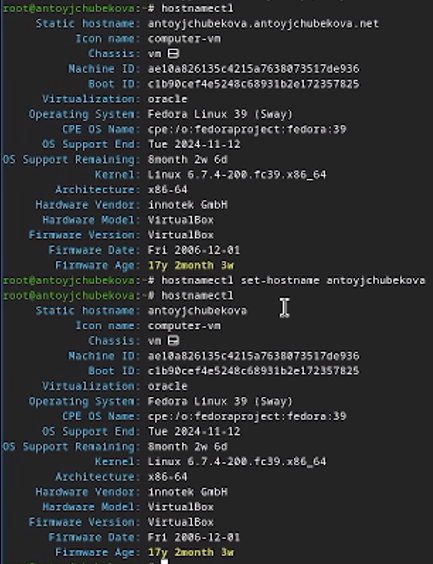 root@antoyjchubekova:~# hostnamectl
Static hostname: antoyjchubekova.antoyjchubekova.net
Icon name: computer-vm
Chassis: vm
Machine ID: ae10a826135c4215a7638073517de936
Boot ID: c1b90cef4e5248c68931b2e172357825
Virtualization: oracle
Operating System: Fedora Linux 39 (Sway)
CPE OS Name: cpe:/o:fedoraproject:fedora:39
OS Support End: Tue 2024-11-12
OS Support Remaining: 8month 2w 6d
Kernel: Linux 6.7.4-200.fc39.x86_64
Architecture: x86-64
Hardware Vendor: innotek GmbH
Hardware Model: VirtualBox
Firmware Version: VirtualBox
Firmware Date: Fri 2006-12-01
Firmware Age: 17y 2month 3w
root@antoyjchubekova:~# hostnamectl set-hostname antoyjchubekova
root@antoyjchubekova:~# hostnamectl
Static hostname: antoyjchubekova
Icon name: computer-vm
Chassis: vm
Machine ID: ae10a826135c4215a7638073517de936
Boot ID: c1b90cef4e5248c68931b2e172357825
Virtualization: oracle
Operating System: Fedora Linux 39 (Sway)
CPE OS Name: cpe:/o:fedoraproject:fedora:39
OS Support End: Tue 2024-11-12
OS Support Remaining: 8month 2w 6d
Kernel: Linux 6.7.4-200.fc39.x86_64
Architecture: x86-64
Hardware Vendor: innotek GmbH
Hardware Model: VirtualBox
Firmware Version: VirtualBox
Firmware Date: Fri 2006-12-01
Firmware Age: 17y 2month 3w